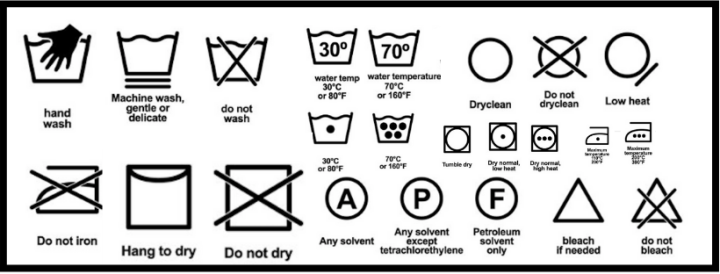 hand
wash
Machine wash,
gentle or
delicate
do not
wash
30º
water temp
30°C
or 80°F
70º
water temperature
70°C
or 160°F
Dryclean
Do not
dryclean
Low heat
30°C
or 80°F
70°C
or 160°F
Tumble dry
Dry normal,
low heat
Dry normal,
high heat
Maximum
temperature
110°C
Maximum
temperature
200°C
Do not iron
Hang to dry
Do not dry
A
Any solvent
P
Any solvent
except
tetrachlorethylene
F
Petroleum
solvent
only
bleach
if needed
do not
bleach